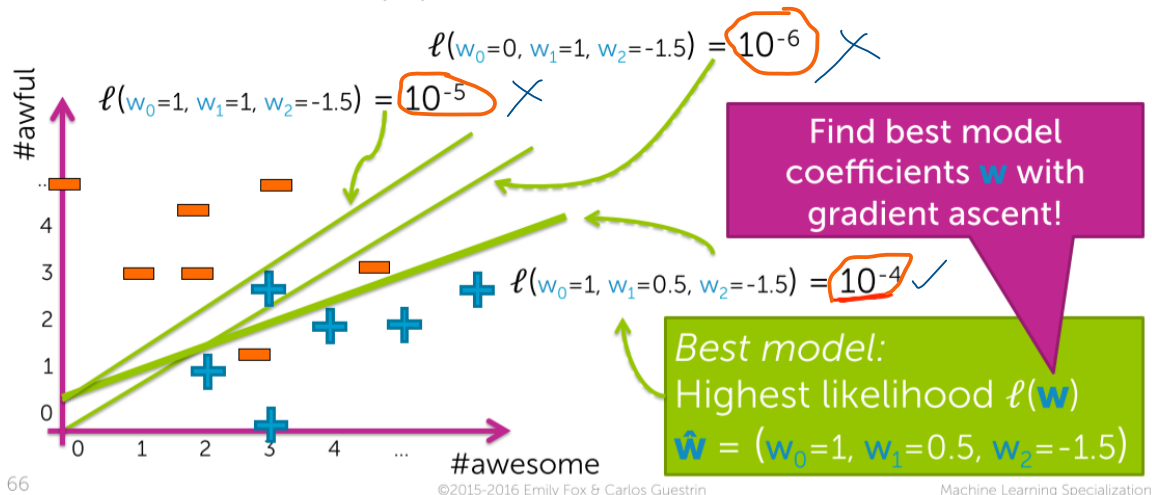 ℓ(w₀=0, w₁=1, w₂=-1.5) = 10⁻⁶
ℓ(w₀=1, w₁=1, w₂=-1.5) = 10⁻⁵
#awful
Find best model
coefficients w with
gradient ascent!
..
4
3
2
1
0
ℓ(w₀=1, w₁=0.5, w₂=-1.5) = 10⁻⁴
Best model:
Highest likelihood ℓ(w)
ŵ = (w₀=1, w₁=0.5, w₂=-1.5)
0 1 2 3 4 ...
#awesome
66
©2015-2016 Emily Fox & Carlos Guestrin
Machine Learning Specialization